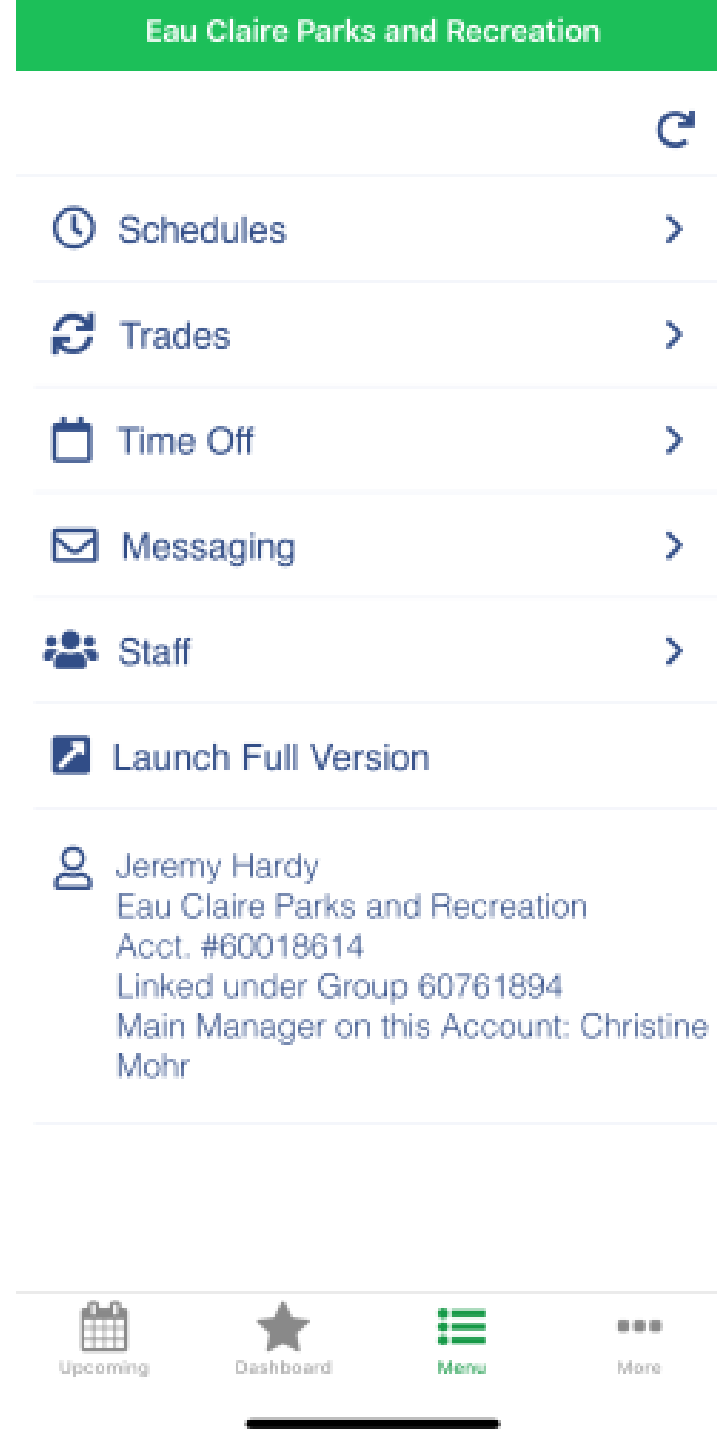 Eau Claire Parks and Recreation
Schedules
Trades
Time Off
Messaging
Staff
Launch Full Version
Jeremy Hardy
Eau Claire Parks and Recreation
Acct. #60018614
Linked under Group 60761894
Main Manager on this Account: Christine
Mohr
Upcoming
Dashboard
Menu
More